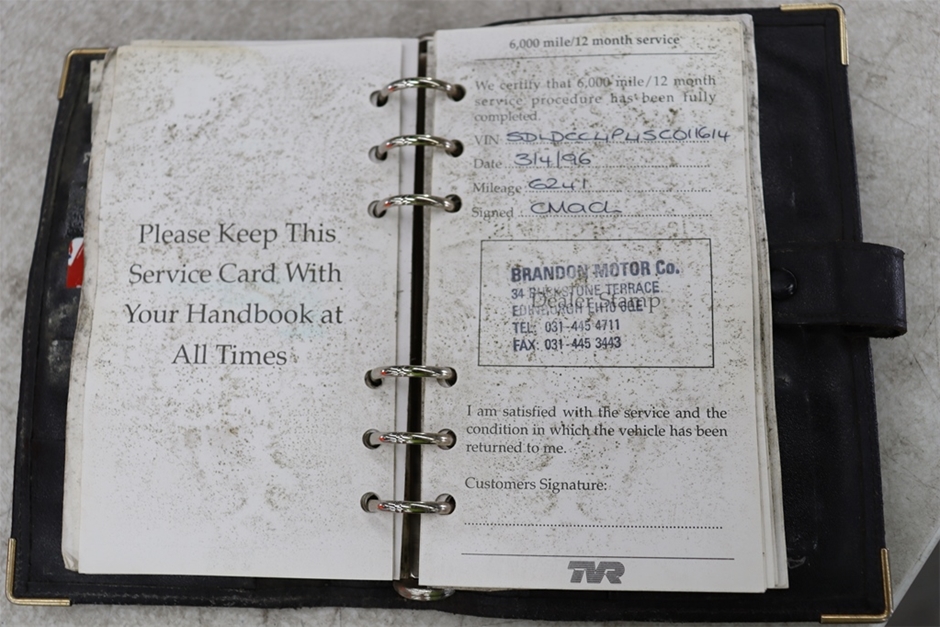 Please Keep This
Service Card With
Your Handbook at
All Times
6,000 mile/12 month service
We certify that 6,000 mile/12 month
service procedure has been fully
completed.
VIN SDLDCC4P4SC011614
Date 3/4/96
Mileage 6241
Signed
BRANDON MOTOR Co.
34 TERRACE
Dealer Stamp
EDINBURGH
TEL: 031-445 4711
FAX: 031-445 3443
I am satisfied with the service and the
condition in which the vehicle has been
returned to me.
Customers Signature:
TVR